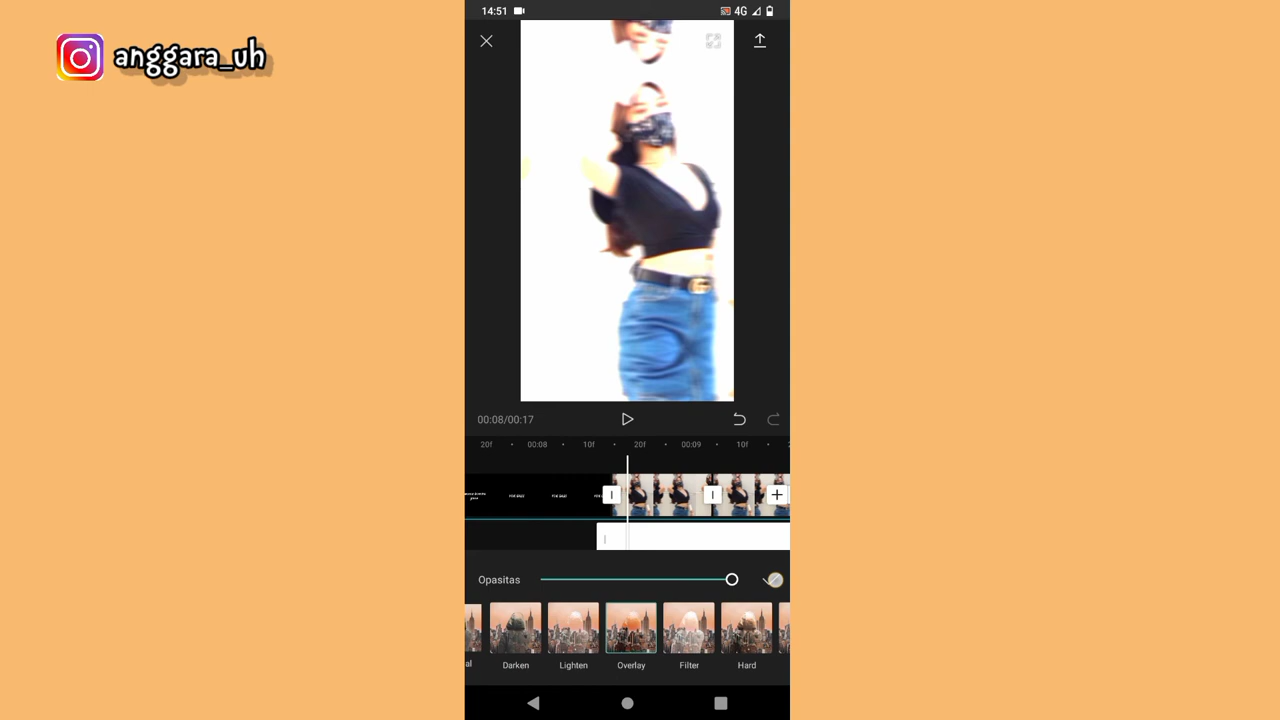 anggara_uh
14:51
4G
00:08/00:17
20f
00:08
10f
20f
00:09
10f
Opasitas
al
Darken
Lighten
Overlay
Filter
Hard